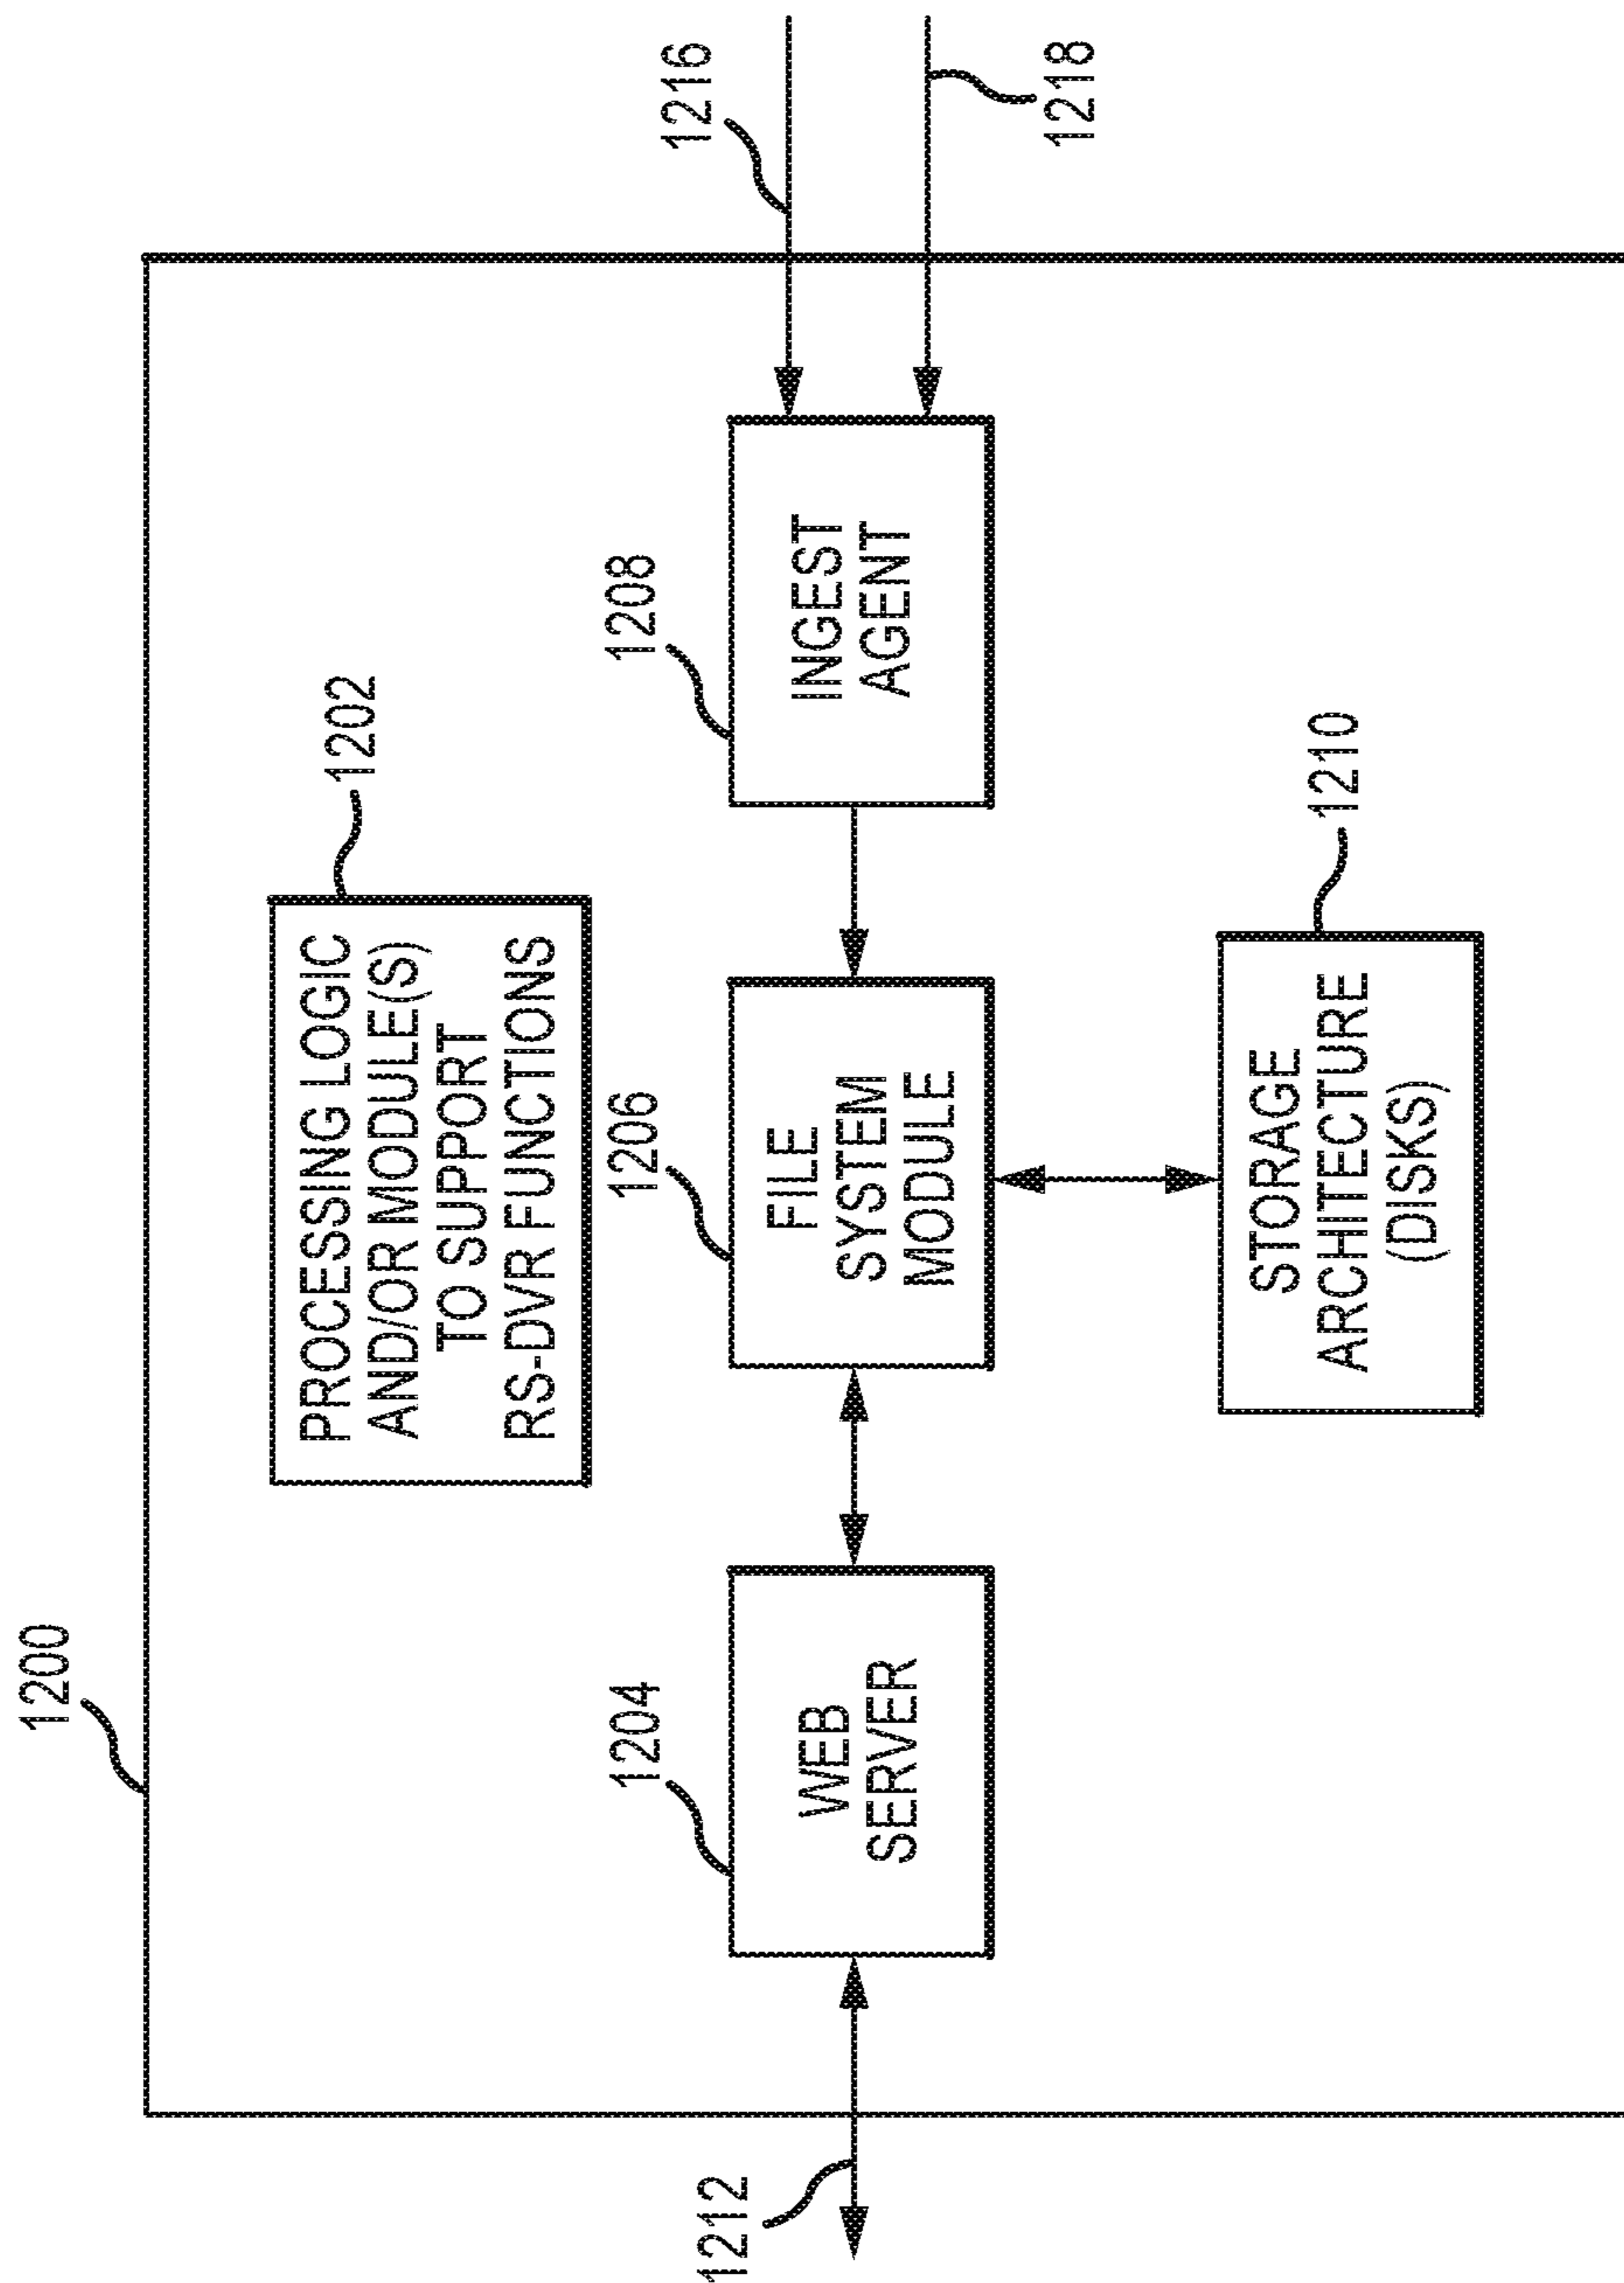 1200
1202
PROCESSING LOGIC
AND/OR MODULE(S)
TO SUPPORT
RS-DVR FUNCTIONS
1204
WEB
SERVER
1206
FILE
SYSTEM
MODULE
1208
INGEST
AGENT
1216
1218
1212
1210
STORAGE
ARCHITECTURE
(DISKS)